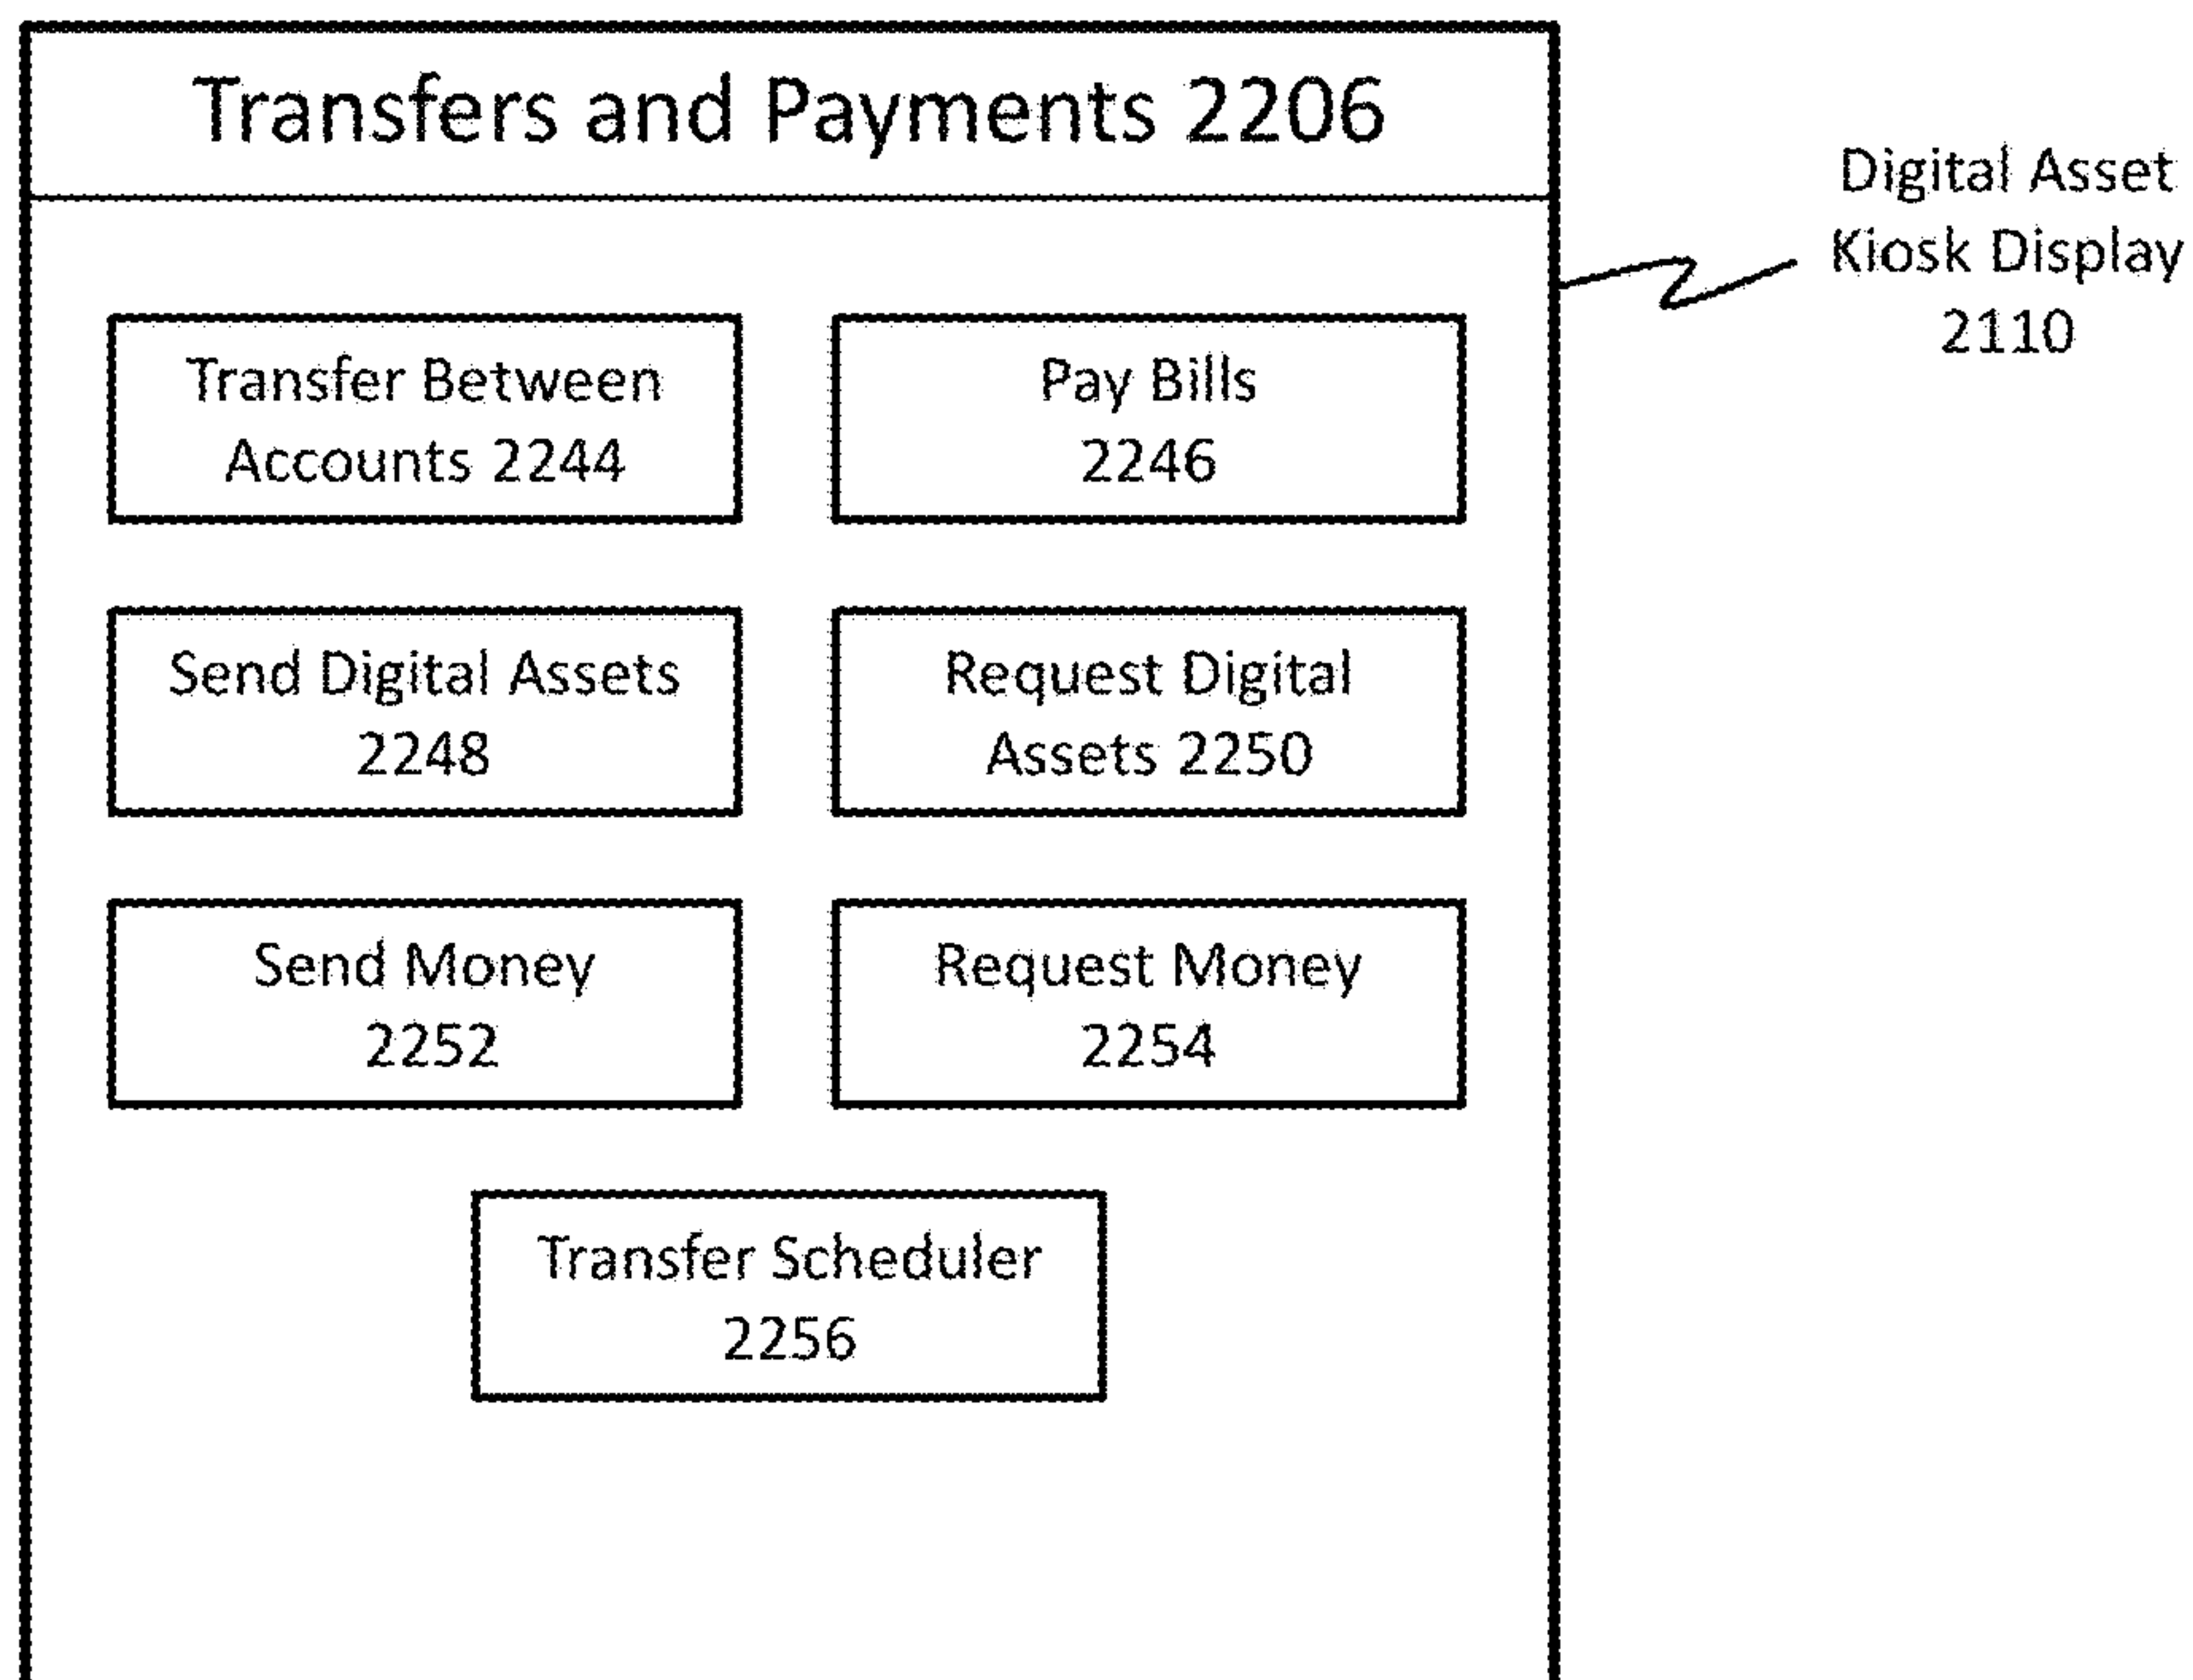 Transfers and Payments 2206
Digital Asset
Kiosk Display
2110
Transfer Between
Accounts 2244
Pay Bills
2246
Send Digital Assets
2248
Request Digital
Assets 2250
Send Money
2252
Request Money
2254
Transfer Scheduler
2256